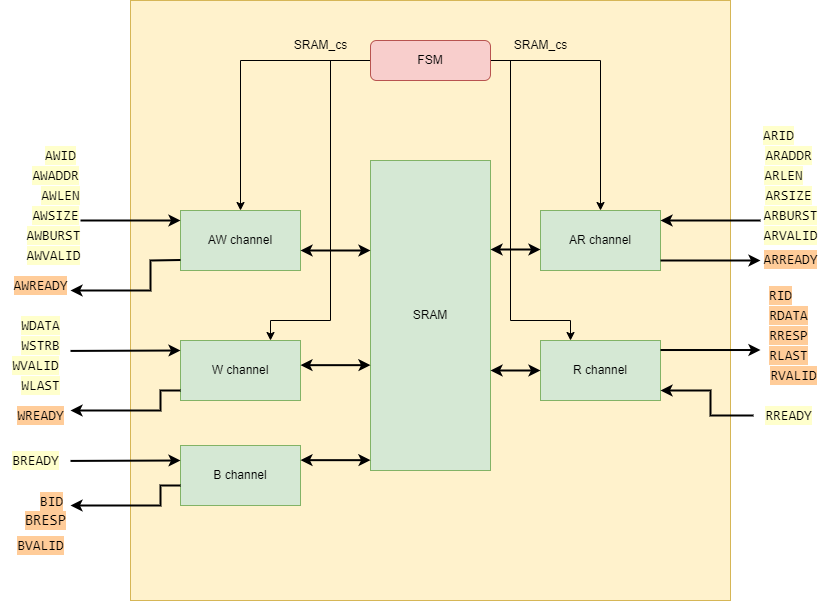 SRAM_cs
FSM
SRAM_cs
AWID
AWADDR
AWLEN
AWSIZE
AWBURST
AWVALID
AWREADY
AW channel
WDATA
WSTRB
WVALID
WLAST
WREADY
W channel
BREADY
BID
BRESP
BVALID
B channel
SRAM
AR channel
ARID
ARADDR
ARLEN
ARSIZE
ARBURST
ARVALID
ARREADY
R channel
RID
RDATA
RRESP
RLAST
RVALID
RREADY